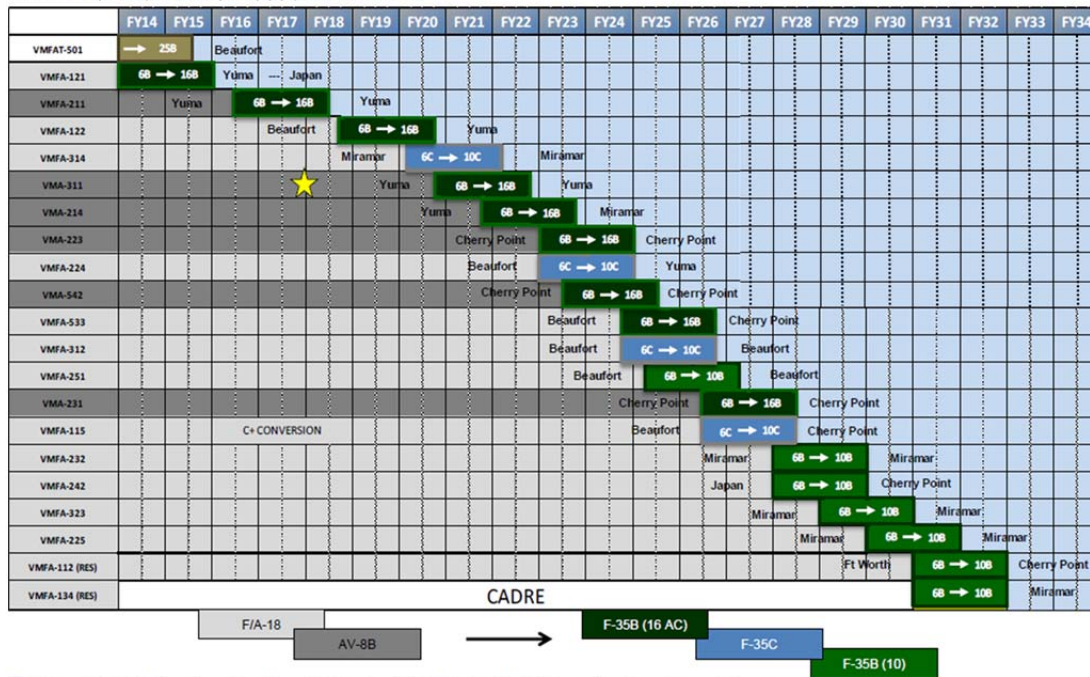 FY14 FY15 FY16 FY17 FY18 FY19 FY20 FY21 FY22 FY23 FY24 FY25 FY26 FY27 FY28 FY29 FY30 FY31 FY32 FY33 FY34
VMFAT-501 → 25B Beaufort
VMFA-121 6B → 16B Yuma --- Japan
VMFA-211 Yuma 6B → 16B Yuma
VMFA-122 Beaufort 6B → 16B Yuma
VMFA-314 Miramar 6C → 10C Miramar
VMA-311 Yuma 6B → 16B Yuma
VMA-214 Yuma 6B → 16B Miramar
VMA-223 Cherry Point 6B → 16B Cherry Point
VMFA-224 Beaufort 6C → 10C Yuma
VMA-542 Cherry Point 6B → 16B Cherry Point
VMFA-533 Beaufort 6B → 16B Cherry Point
VMFA-312 Beaufort 6C → 10C Beaufort
VMFA-251 Beaufort 6B → 10B Beaufort
VMA-231 Cherry Point 6B → 16B Cherry Point
VMFA-115 C+ CONVERSION Beaufort 6C → 10C Cherry Point
VMFA-232 Miramar 6B → 10B Miramar
VMFA-242 Japan 6B → 10B Cherry Point
VMFA-323 Miramar 6B → 10B Miramar
VMFA-225 Miramar 6B → 10B Miramar
VMFA-112 (RES) Ft Worth 6B → 10B Cherry Point
VMFA-134 (RES) CADRE 6B → 10B Miramar
F/A-18 F-35B (16 AC)
AV-8B F-35C
F-35B (10)